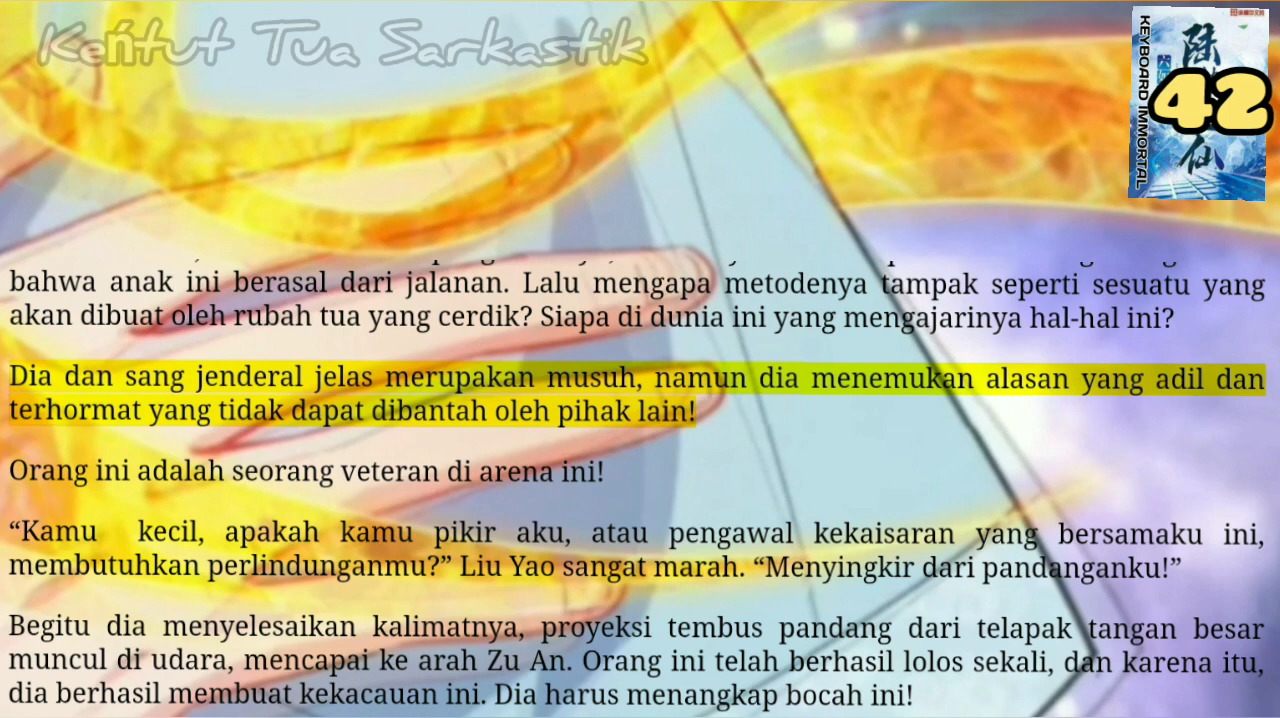 Kentut Tua Sarkastik
KEYBOARD IMMORTAL
42
bahwa anak ini berasal dari jalanan. Lalu mengapa metodenya tampak seperti sesuatu yang
akan dibuat oleh rubah tua yang cerdik? Siapa di dunia ini yang mengajarinya hal-hal ini?
Dia dan sang jenderal jelas merupakan musuh, namun dia menemukan alasan yang adil dan
terhormat yang tidak dapat dibantah oleh pihak lain!
Orang ini adalah seorang veteran di arena ini!
“Kamu kecil, apakah kamu pikir aku, atau pengawal kekaisaran yang bersamaku ini,
membutuhkan perlindunganmu?” Liu Yao sangat marah. “Menyingkir dari pandanganku!”
Begitu dia menyelesaikan kalimatnya, proyeksi tembus pandang dari telapak tangan besar
muncul di udara, mencapai ke arah Zu An. Orang ini telah berhasil lolos sekali, dan karena itu,
dia berhasil membuat kekacauan ini. Dia harus menangkap bocah ini!